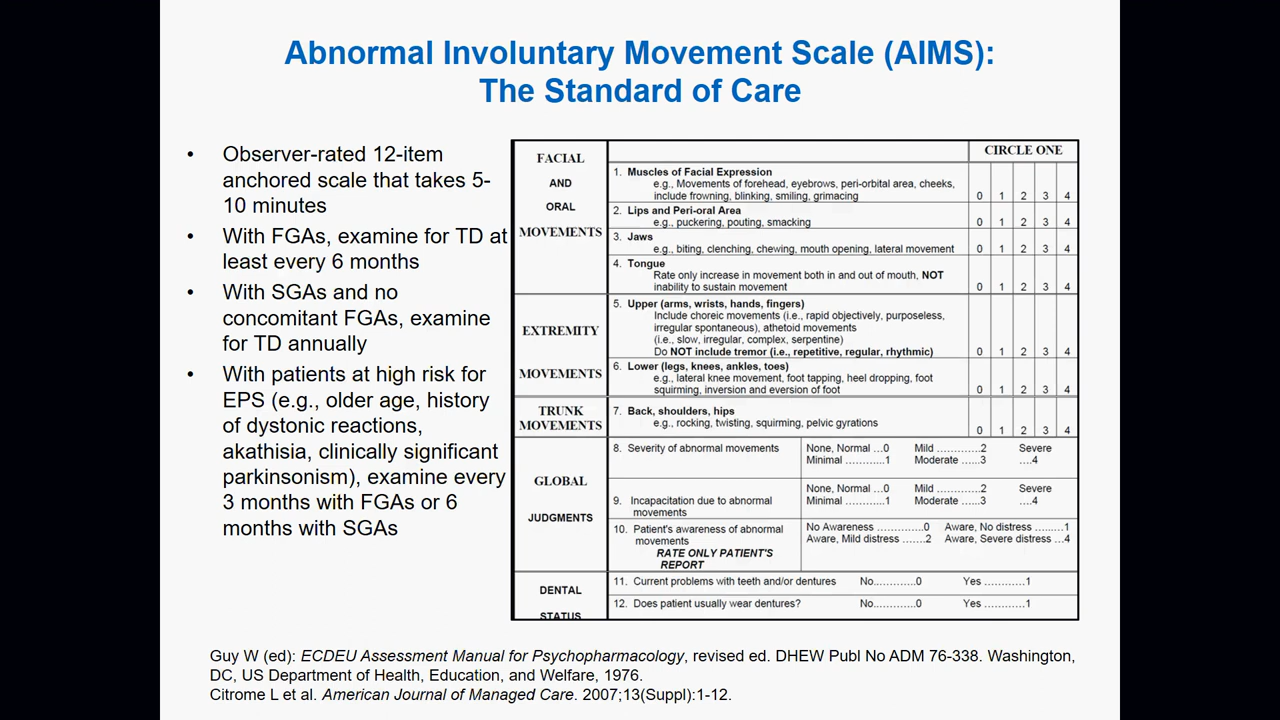 Abnormal Involuntary Movement Scale (AIMS):
The Standard of Care
• Observer-rated 12-item
anchored scale that takes 5-
10 minutes
• With FGAs, examine for TD at
least every 6 months
• With SGAs and no
concomitant FGAs, examine
for TD annually
• With patients at high risk for
EPS (e.g., older age, history
of dystonic reactions,
akathisia, clinically significant
parkinsonism), examine every
3 months with FGAs or 6
months with SGAs
CIRCLE ONE
FACIAL
AND
ORAL
MOVEMENTS
1. Muscles of Facial Expression
e.g., Movements of forehead, eyebrows, peri-orbital area, cheeks,
include frowning, blinking, smiling, grimacing
0 1 2 3 4
2. Lips and Peri-oral Area
e.g., puckering, pouting, smacking
0 1 2 3 4
3. Jaws
e.g., biting, clenching, chewing, mouth opening, lateral movement
0 1 2 3 4
4. Tongue
Rate only increase in movement both in and out of mouth, NOT
inability to sustain movement
0 1 2 3 4
EXTREMITY
MOVEMENTS
5. Upper (arms, wrists, hands, fingers)
Include choreic movements (i.e., rapid objectively, purposeless,
irregular spontaneous), athetoid movements
(i.e., slow, irregular, complex, serpentine)
Do NOT include tremor (i.e., repetitive, regular, rhythmic)
0 1 2 3 4
6. Lower (legs, knees, ankles, toes)
e.g., lateral knee movement, foot tapping, heel dropping, foot
squirming, inversion and eversion of foot
0 1 2 3 4
TRUNK
MOVEMENTS
7. Back, shoulders, hips
e.g., rocking, twisting, squirming, pelvic gyrations
0 1 2 3 4
GLOBAL
JUDGMENTS
8. Severity of abnormal movements
None, Normal ...0 Mild ............2 Severe
Minimal ...........1 Moderate ......3 ....4
9. Incapacitation due to abnormal
movements
None, Normal ...0 Mild ............2 Severe
Minimal ...........1 Moderate ......3 ....4
10. Patient's awareness of abnormal
movements
RATE ONLY PATIENT'S
REPORT
No Awareness .............0 Aware, No distress ........1
Aware, Mild distress .......2 Aware, Severe distress ...4
DENTAL
STATUS
11. Current problems with teeth and/or dentures No............0 Yes ...........1
12. Does patient usually wear dentures? No............0 Yes ...........1
Guy W (ed): ECDEU Assessment Manual for Psychopharmacology, revised ed. DHEW Publ No ADM 76-338. Washington,
DC, US Department of Health, Education, and Welfare, 1976.
Citrome L et al. American Journal of Managed Care. 2007;13(Suppl):1-12.